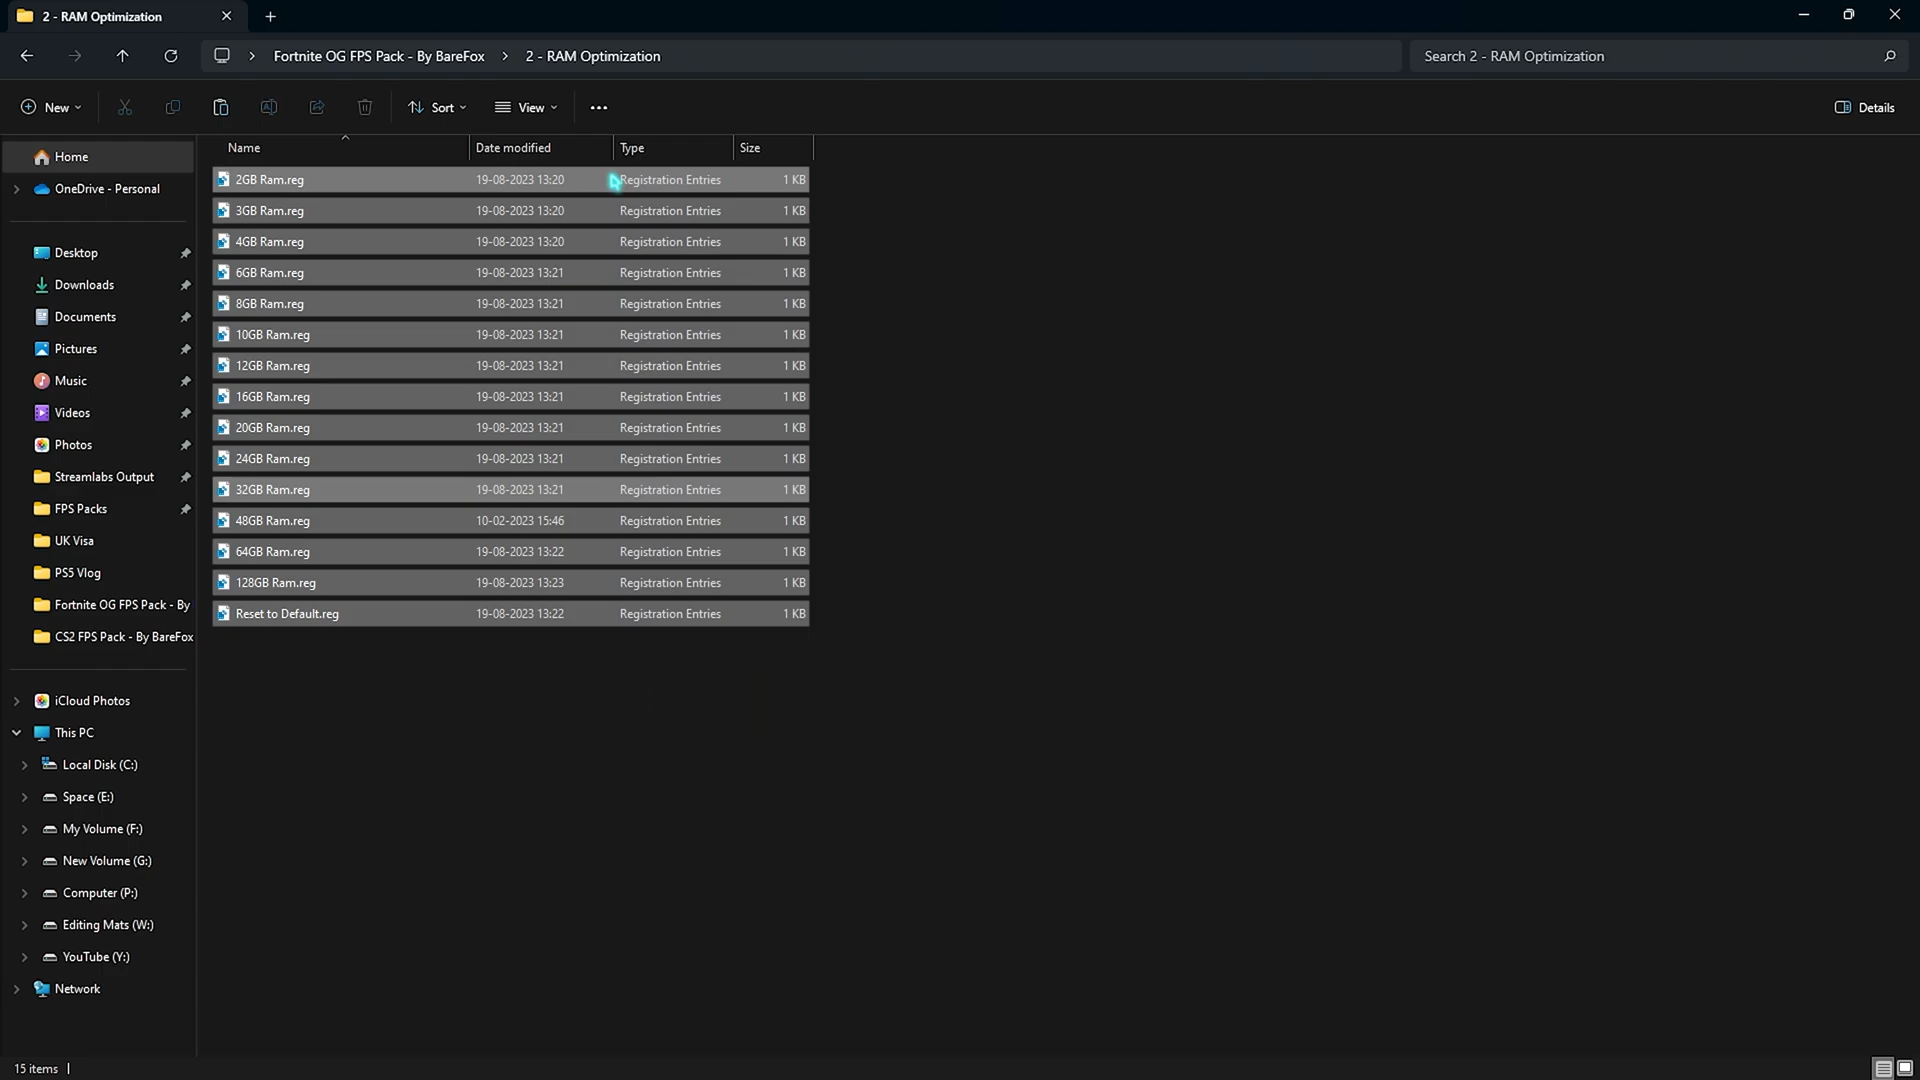 2 - RAM Optimization
Fortnite OG FPS Pack - By BareFox > 2 - RAM Optimization
Search 2 - RAM Optimization
New
Sort
View
Details
Name Date modified Type Size
2GB Ram.reg 19-08-2023 13:20 Registration Entries 1 KB
3GB Ram.reg 19-08-2023 13:20 Registration Entries 1 KB
4GB Ram.reg 19-08-2023 13:20 Registration Entries 1 KB
6GB Ram.reg 19-08-2023 13:21 Registration Entries 1 KB
8GB Ram.reg 19-08-2023 13:21 Registration Entries 1 KB
10GB Ram.reg 19-08-2023 13:21 Registration Entries 1 KB
12GB Ram.reg 19-08-2023 13:21 Registration Entries 1 KB
16GB Ram.reg 19-08-2023 13:21 Registration Entries 1 KB
20GB Ram.reg 19-08-2023 13:21 Registration Entries 1 KB
24GB Ram.reg 19-08-2023 13:21 Registration Entries 1 KB
32GB Ram.reg 19-08-2023 13:21 Registration Entries 1 KB
48GB Ram.reg 10-02-2023 15:46 Registration Entries 1 KB
64GB Ram.reg 19-08-2023 13:22 Registration Entries 1 KB
128GB Ram.reg 19-08-2023 13:23 Registration Entries 1 KB
Reset to Default.reg 19-08-2023 13:22 Registration Entries 1 KB
Home
OneDrive - Personal
Desktop
Downloads
Documents
Pictures
Music
Videos
Photos
Streamlabs Output
FPS Packs
UK Visa
PS5 Vlog
Fortnite OG FPS Pack - By
CS2 FPS Pack - By BareFox
iCloud Photos
This PC
Local Disk (C:)
Space (E:)
My Volume (F:)
New Volume (G:)
Computer (P:)
Editing Mats (W:)
YouTube (Y:)
Network
15 items